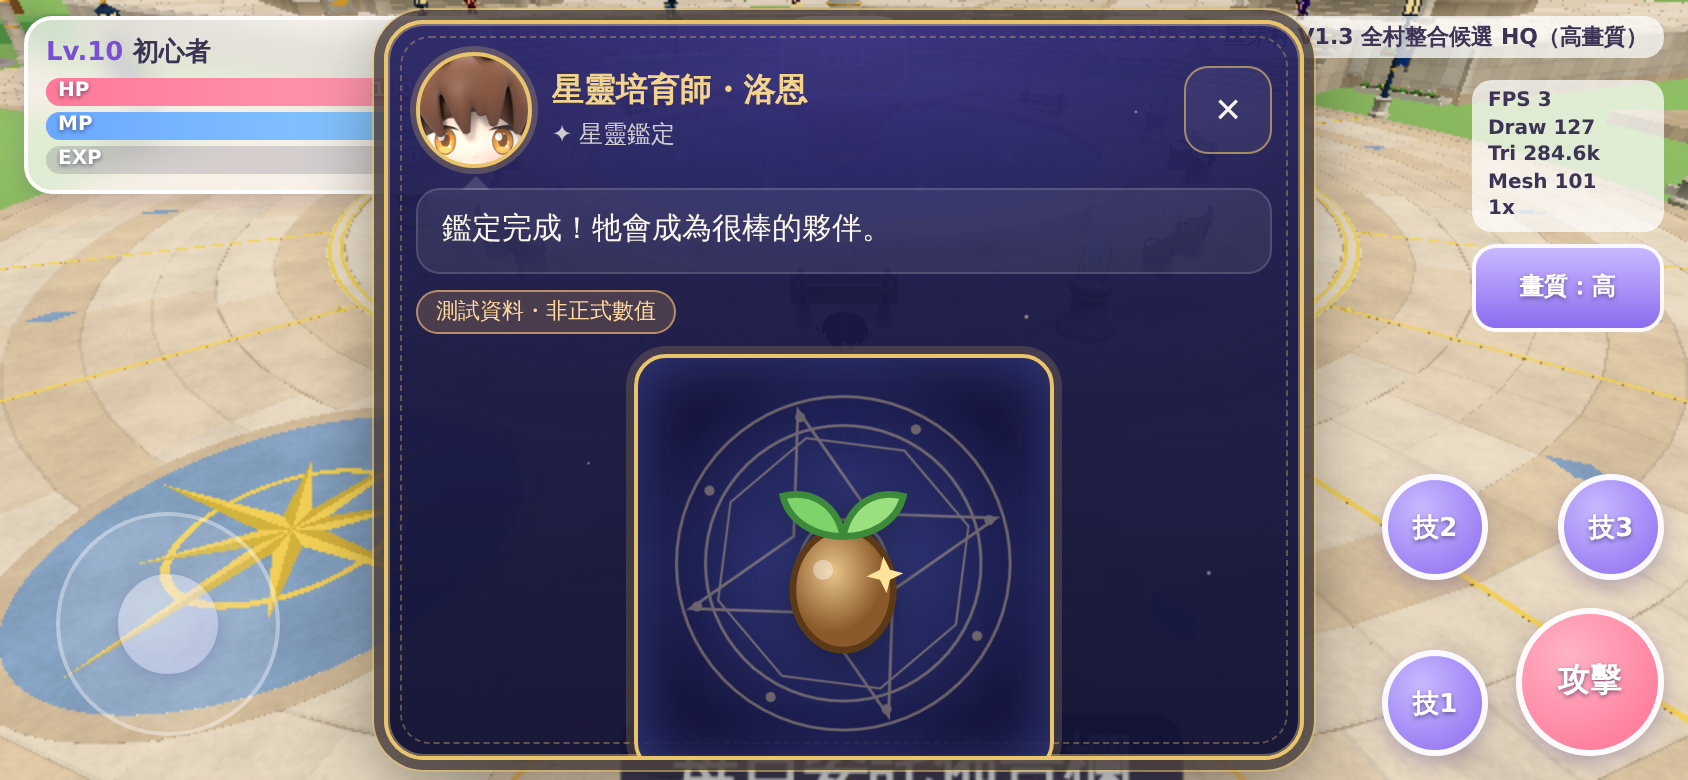 Lv.10 初心者
HP
MP
EXP
星靈培育師・洛恩
✦ 星靈鑑定
×
鑑定完成！牠會成為很棒的夥伴。
測試資料・非正式數值
V1.3 全村整合候選 HQ（高畫質）
FPS 3
Draw 127
Tri 284.6k
Mesh 101
1x
畫質：高
技2
技3
技1
攻擊